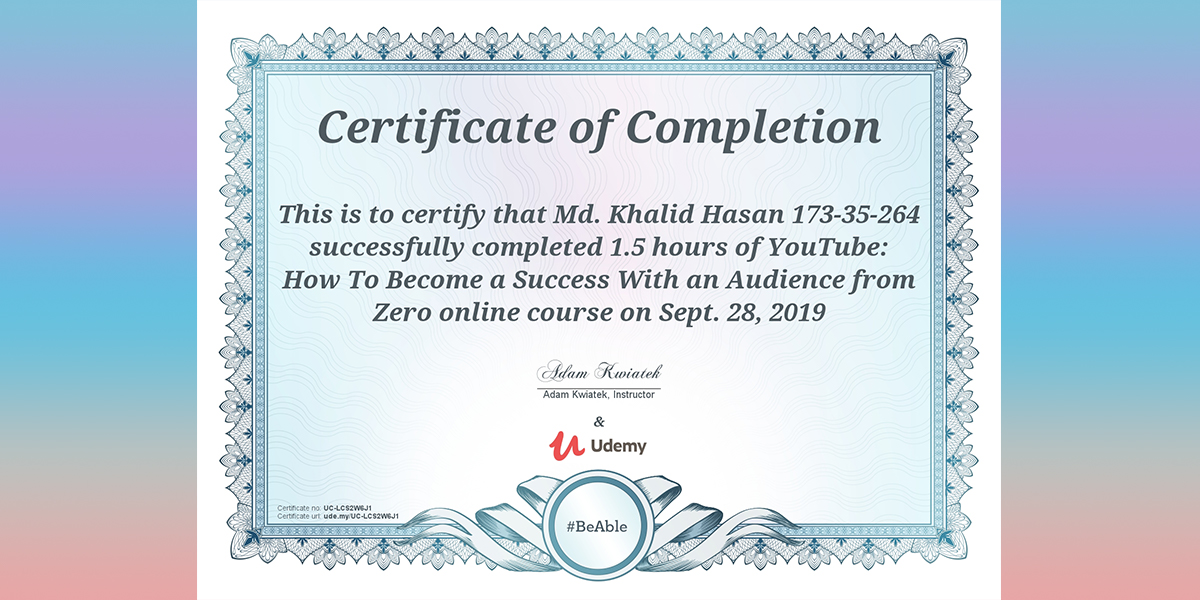 Certificate of Completion
This is to certify that Md. Khalid Hasan 173-35-264
successfully completed 1.5 hours of YouTube:
How To Become a Success With an Audience from
Zero online course on Sept. 28, 2019
Adam Kwiatek
Adam Kwiatek, Instructor
&
Udemy
Certificate no: UC-LCS2W6J1
Certificate url: ude.my/UC-LCS2W6J1
#BeAble